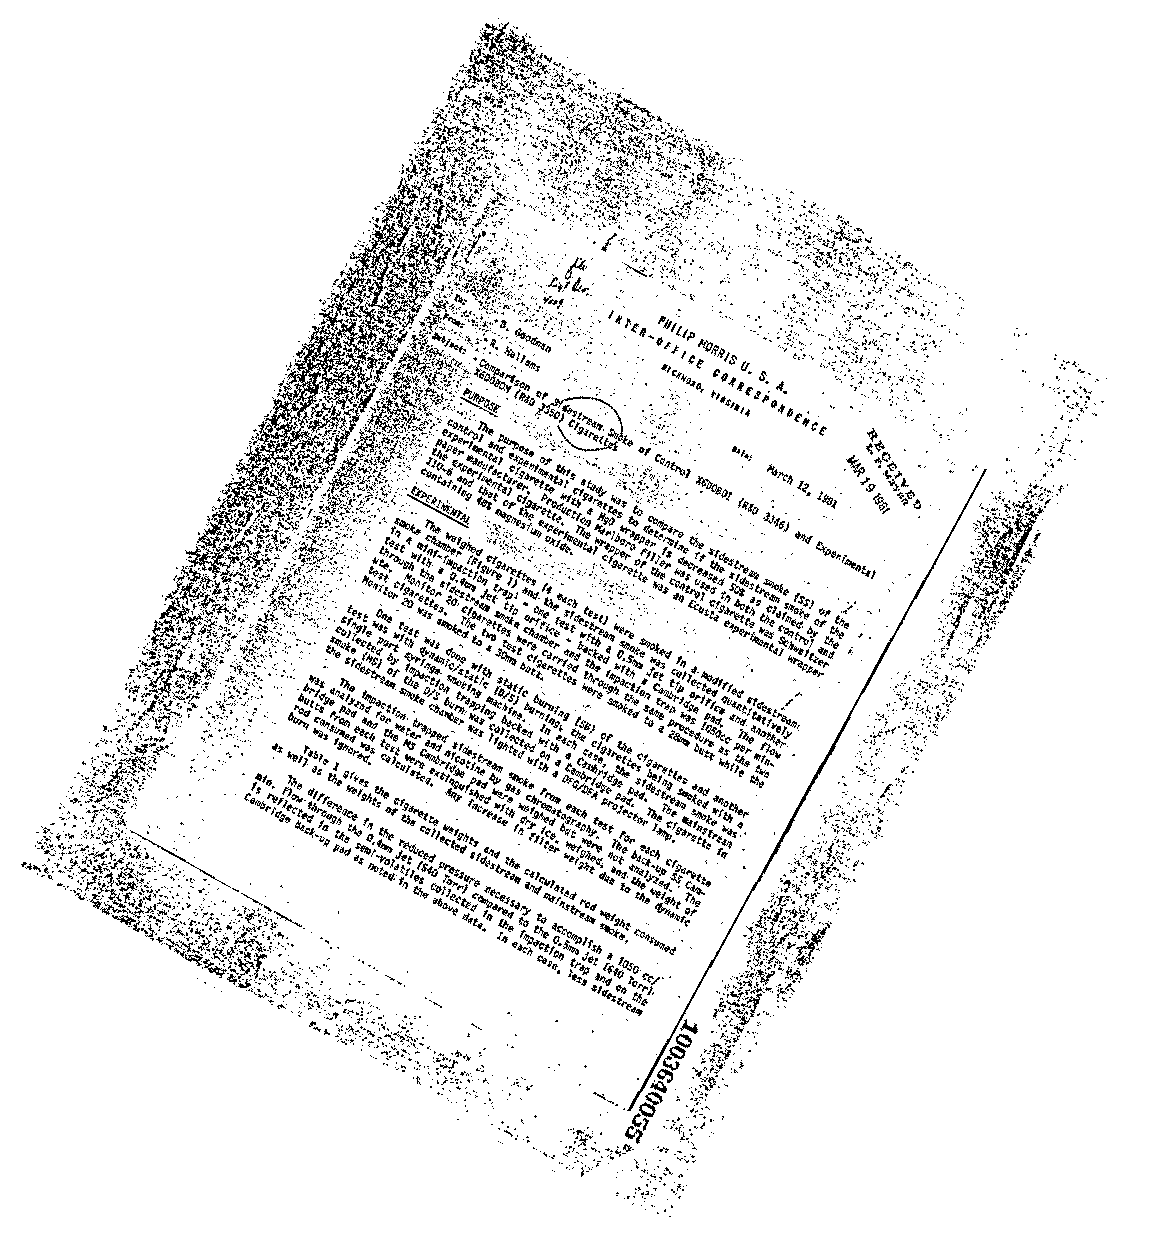 PHILIP MORRIS U. S. A.
INTER-OFFICE CORRESPONDENCE
RICHMOND, VIRGINIA
To: B. Goodman
Date: March 12, 1981
From: R. Kallams
Subject: Comparison of Sidestream Smoke of Control (RSD 3346) and Experimental
(RSD 3350) Cigarettes
RECEIVED
MAR 19 1981
PURPOSE
The purpose of this study was to compare the sidestream smoke (SS) of the
control and experimental cigarettes to determine if the sidestream smoke of the
experimental cigarette with a MgO wrapper is decreased 50% as claimed by the
paper manufacturer. Production Marlboro filler was used in both the control and
the experimental cigarette. The wrapper of the control cigarette was Schweitzer
and that of the experimental cigarette was an Ecusta experimental wrapper
containing magnesium oxide.
EXPERIMENTAL
The weighed cigarettes (4 each test) were smoked in a modified sidestream
smoke chamber (Figure 1) and the sidestream smoke was collected quantitatively
in a mini-impaction trap - one test with a 0.5mm jet tip orifice and another
test with a 0.4mm jet tip orifice - backed with a Cambridge pad. The flow
through the sidestream smoke chamber and the impaction trap was 1050cc per min-
ute. Monitor 20 cigarettes were carried through the same procedure as the two
test cigarettes. The two test cigarettes were smoked to a 28mm butt while the
Monitor 20 was smoked to a 30mm butt.
One test was done with static burning (SB) of the cigarettes and another
test was with dynamic/static (D/S) burning, the cigarettes being smoked with a
single port syringe smoking machine. In each case, the sidestream smoke was
collected by impaction trapping backed with a Cambridge pad. The mainstream
smoke (MS) of the D/S burn was collected on a Cambridge pad. The cigarette in
the sidestream smoke chamber was lighted with a DFG/DFA projector lamp.
The impaction trapped sidestream smoke from each test for each cigarette
was analyzed for water and nicotine by gas chromatography. The back-up SS Cam-
bridge pad and the MS Cambridge pad were weighed but were not analyzed. The
butts from each test were extinguished with dry ice, weighed, and the weight of
rod consumed was calculated. Any increase in filter weight due to the dynamic
burn was ignored.
Table I gives the cigarette weights and the calculated rod weight consumed
as well as the weights of the collected sidestream and mainstream smoke.
The difference in the reduced pressure necessary to accomplish a 1050 cc/
min. flow through the 0.4mm jet (540 Torr) compared to the 0.5mm jet (640 Torr)
is reflected in the semi-volatiles collected in the impaction trap and on the
Cambridge back-up pad as noted in the above data. In each case, less sidestream
1003640055